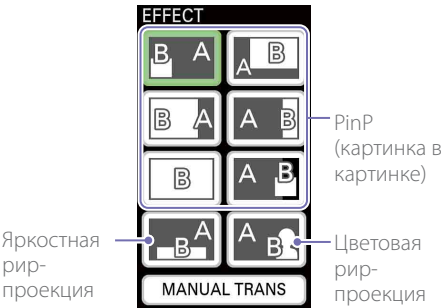 EFFECT
B A
A B
B A
A B
B
A B
PinP
(картинка в
картинке)
A
B
A
B
Яркостная
рир-
проекция
Цветовая
рир-
проекция
MANUAL TRANS